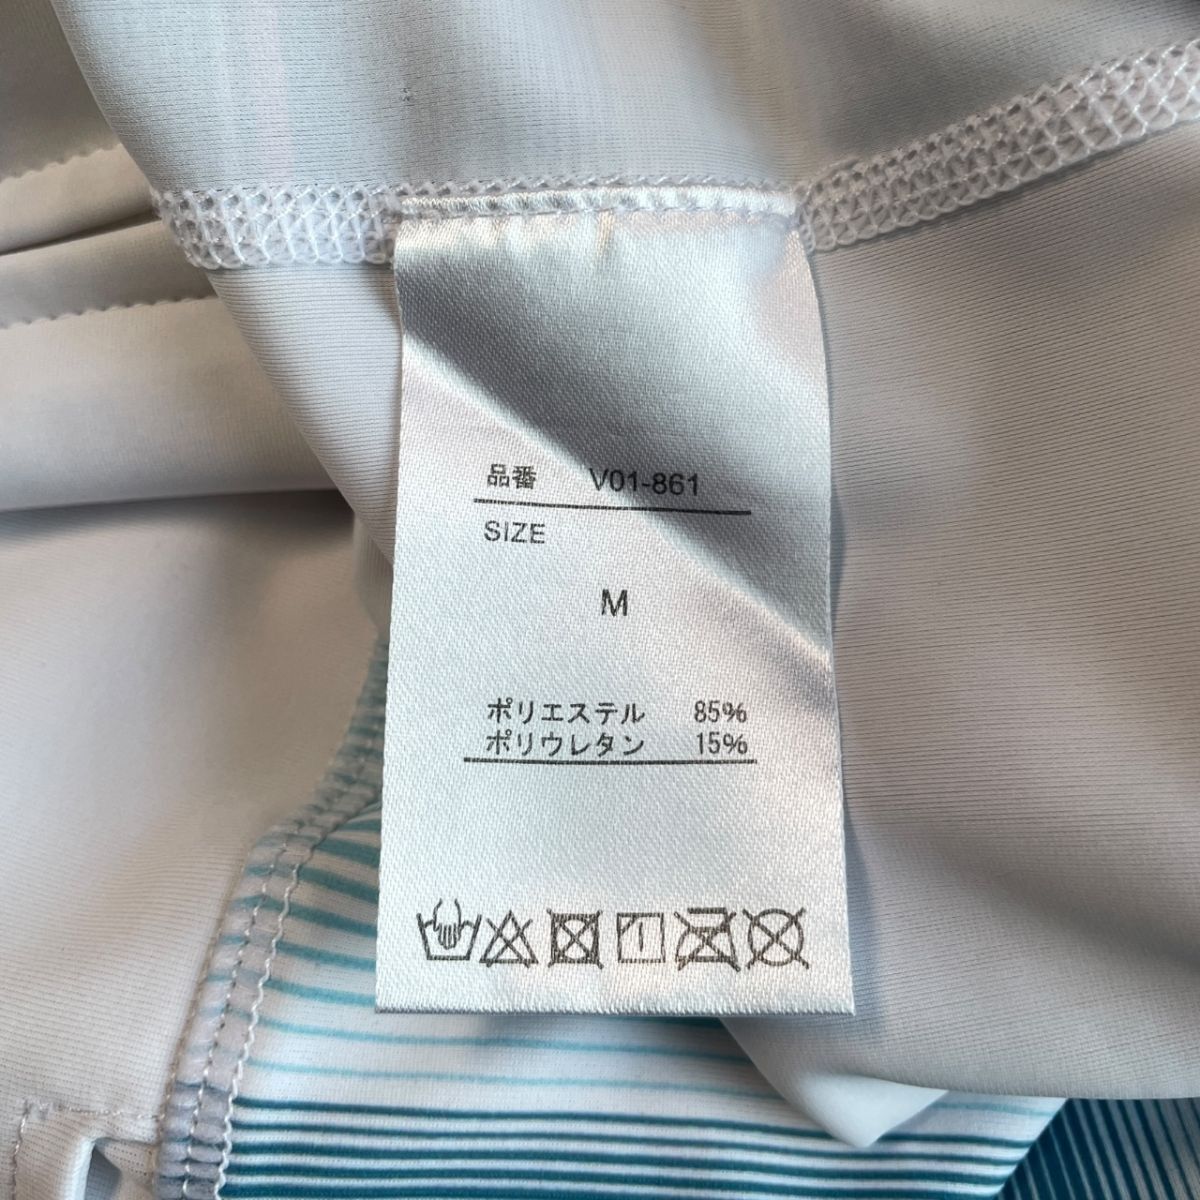 品番 V01-861
SIZE
M
ポリエステル 85%
ポリウレタン 15%